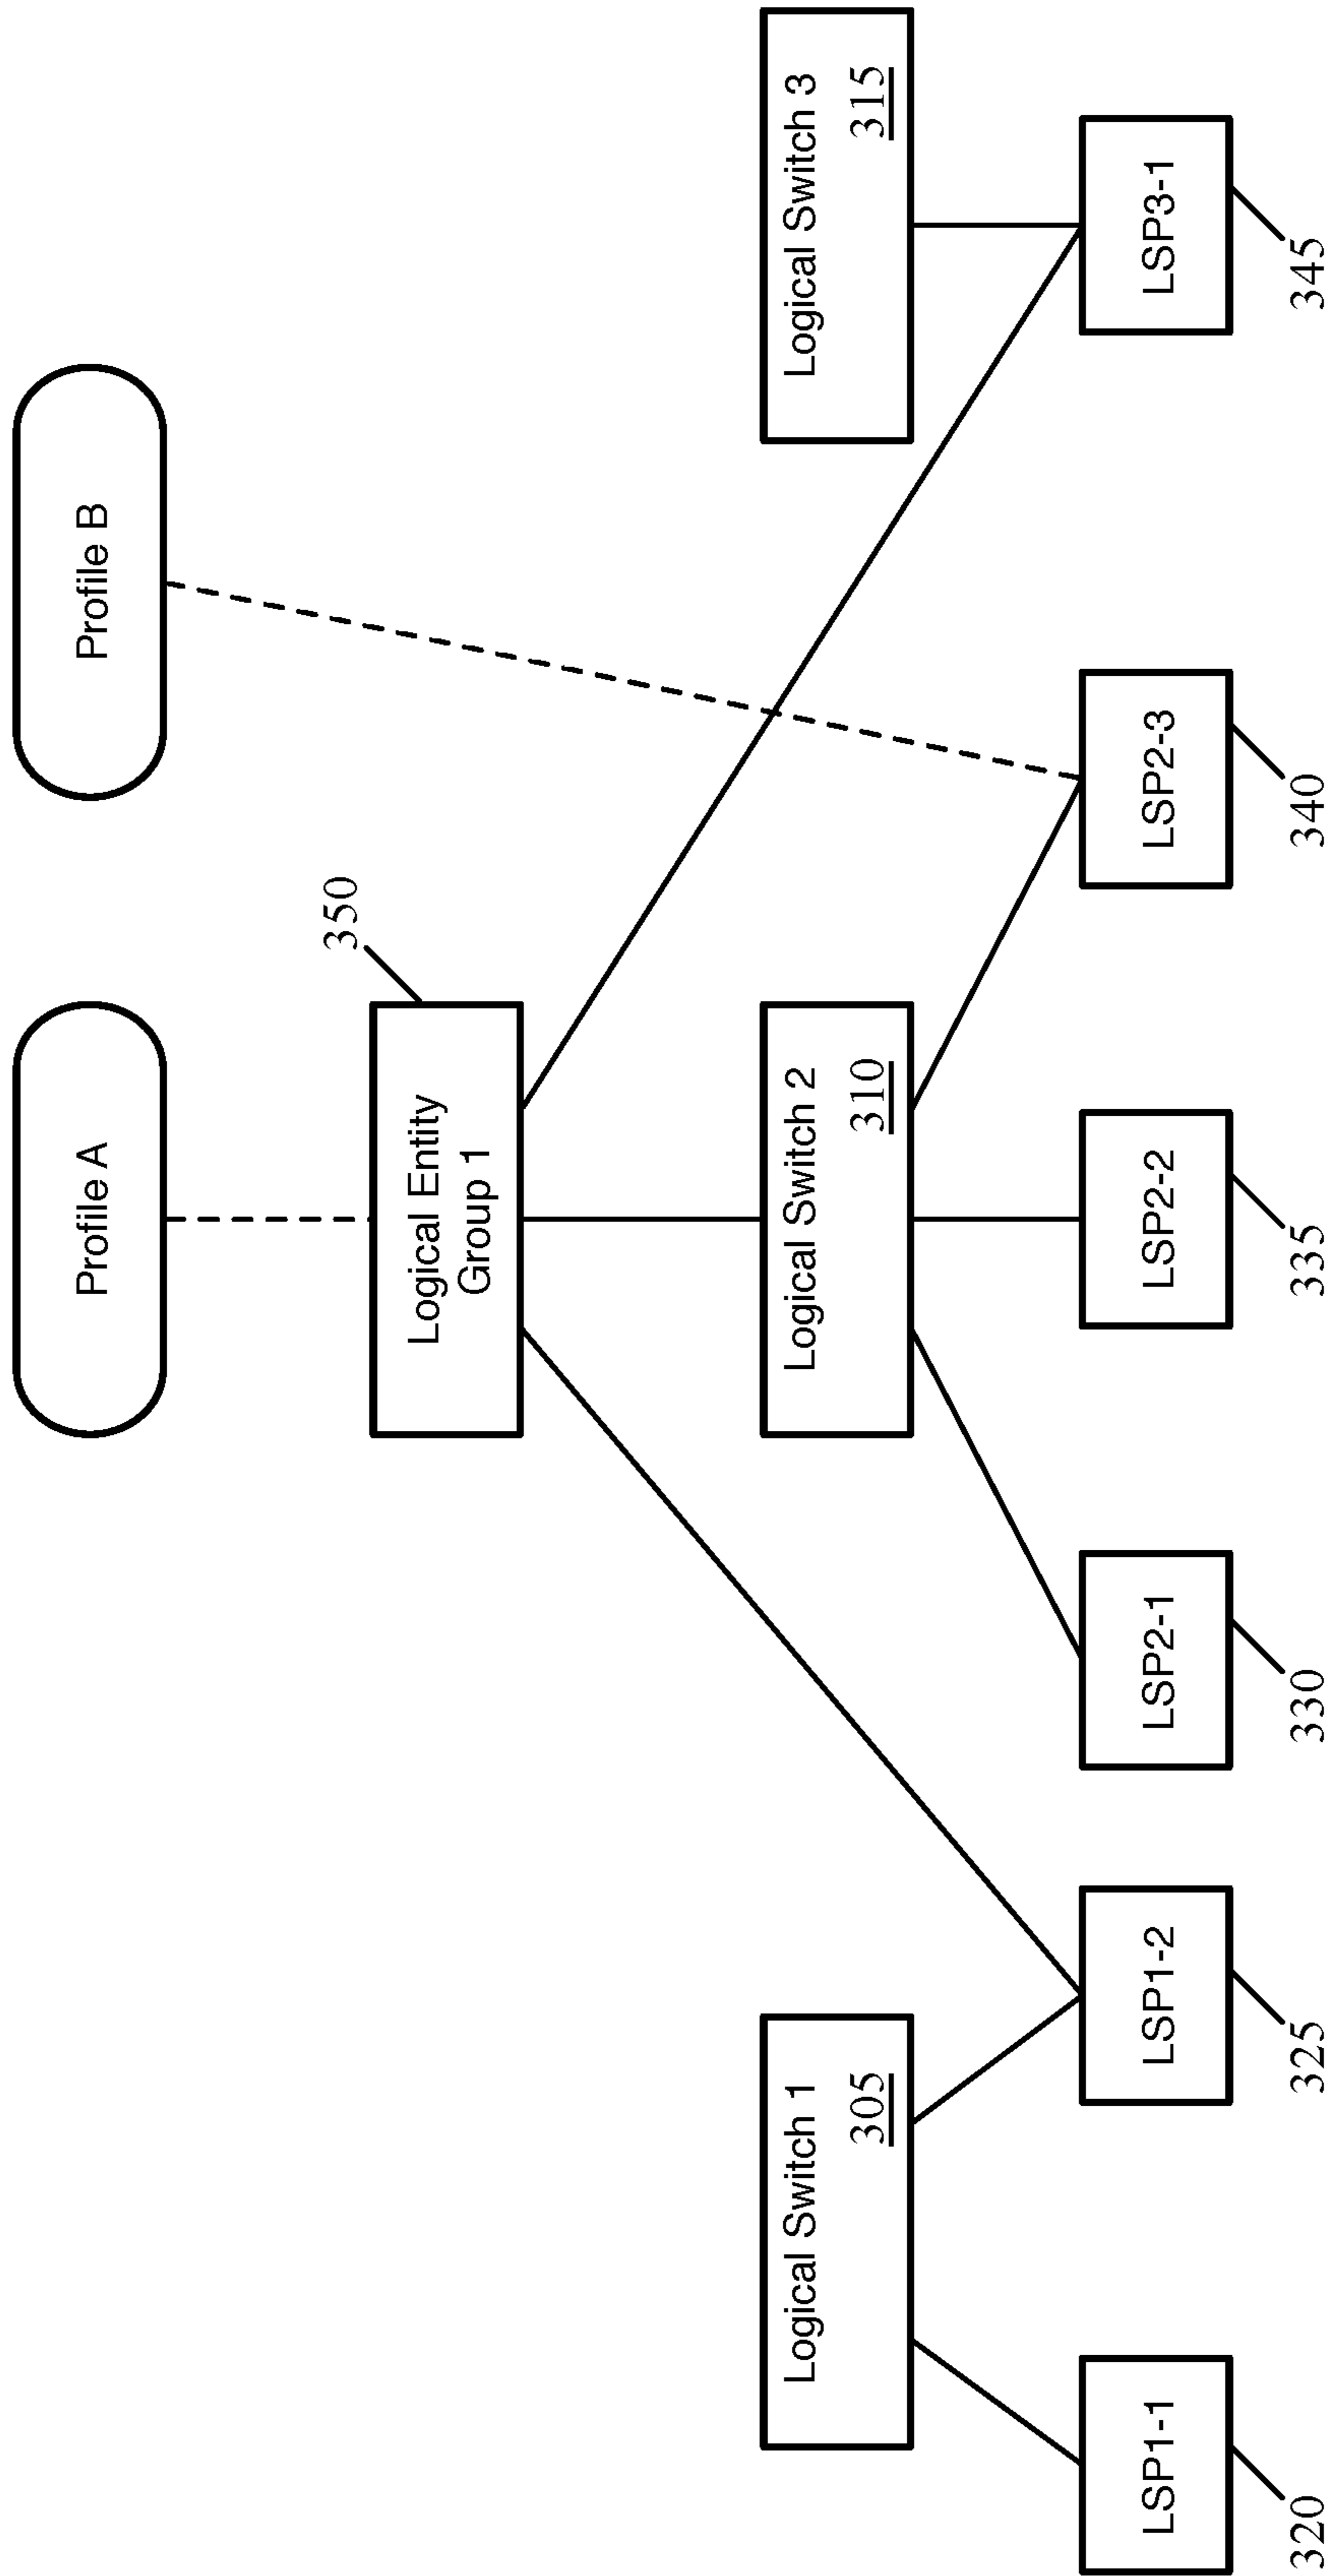 Profile A
Profile B
350
Logical Entity
Group 1
Logical Switch 1
305
Logical Switch 2
310
Logical Switch 3
315
LSP1-1
LSP1-2
LSP2-1
LSP2-2
LSP2-3
LSP3-1
320
325
330
335
340
345